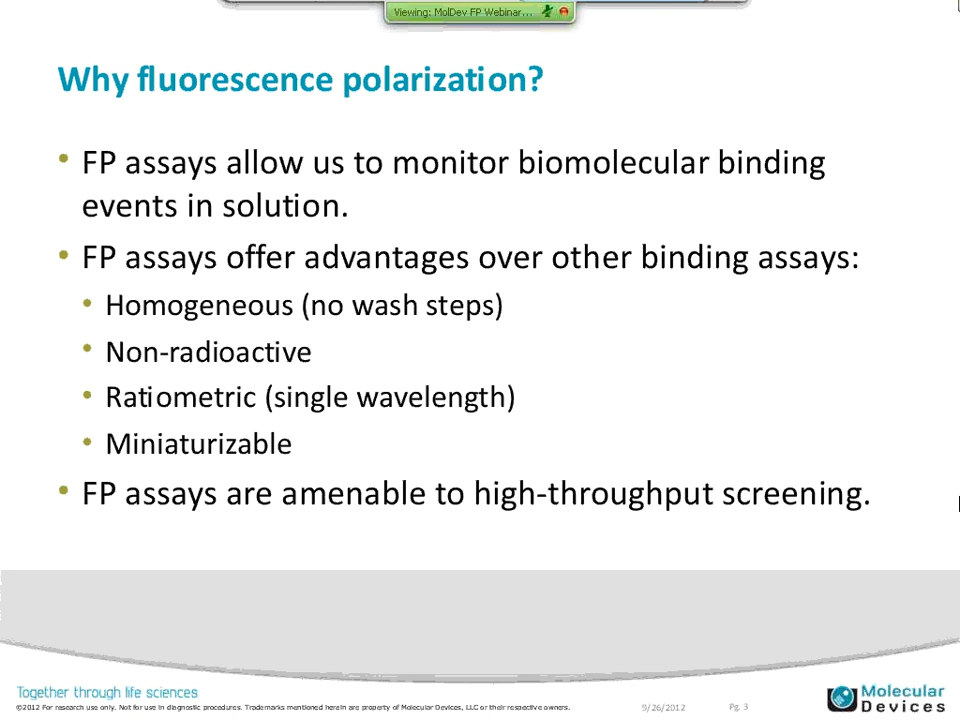 Viewing: MolDev FP Webinar...
Why fluorescence polarization?
• FP assays allow us to monitor biomolecular binding
events in solution.
• FP assays offer advantages over other binding assays:
• Homogeneous (no wash steps)
• Non-radioactive
• Ratiometric (single wavelength)
• Miniaturizable
• FP assays are amenable to high-throughput screening.
Together through life sciences
©2012 For research use only. Not for use in diagnostic procedures. Trademarks mentioned herein are property of Molecular Devices, LLC or their respective owners.
9/26/2012
Pg. 3
Molecular
Devices